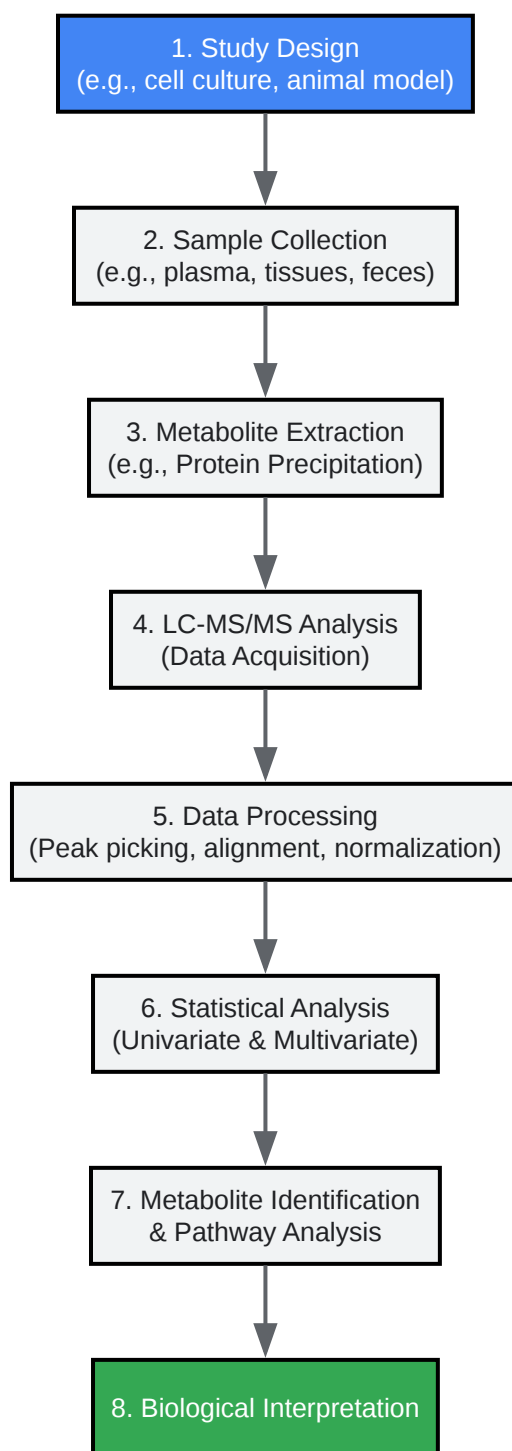 1. Study Design
(e.g., cell culture, animal model)
2. Sample Collection
(e.g., plasma, tissues, feces)
3. Metabolite Extraction
(e.g., Protein Precipitation)
4. LC-MS/MS Analysis
(Data Acquisition)
5. Data Processing
(Peak picking, alignment, normalization)
6. Statistical Analysis
(Univariate & Multivariate)
7. Metabolite Identification
& Pathway Analysis
8. Biological Interpretation